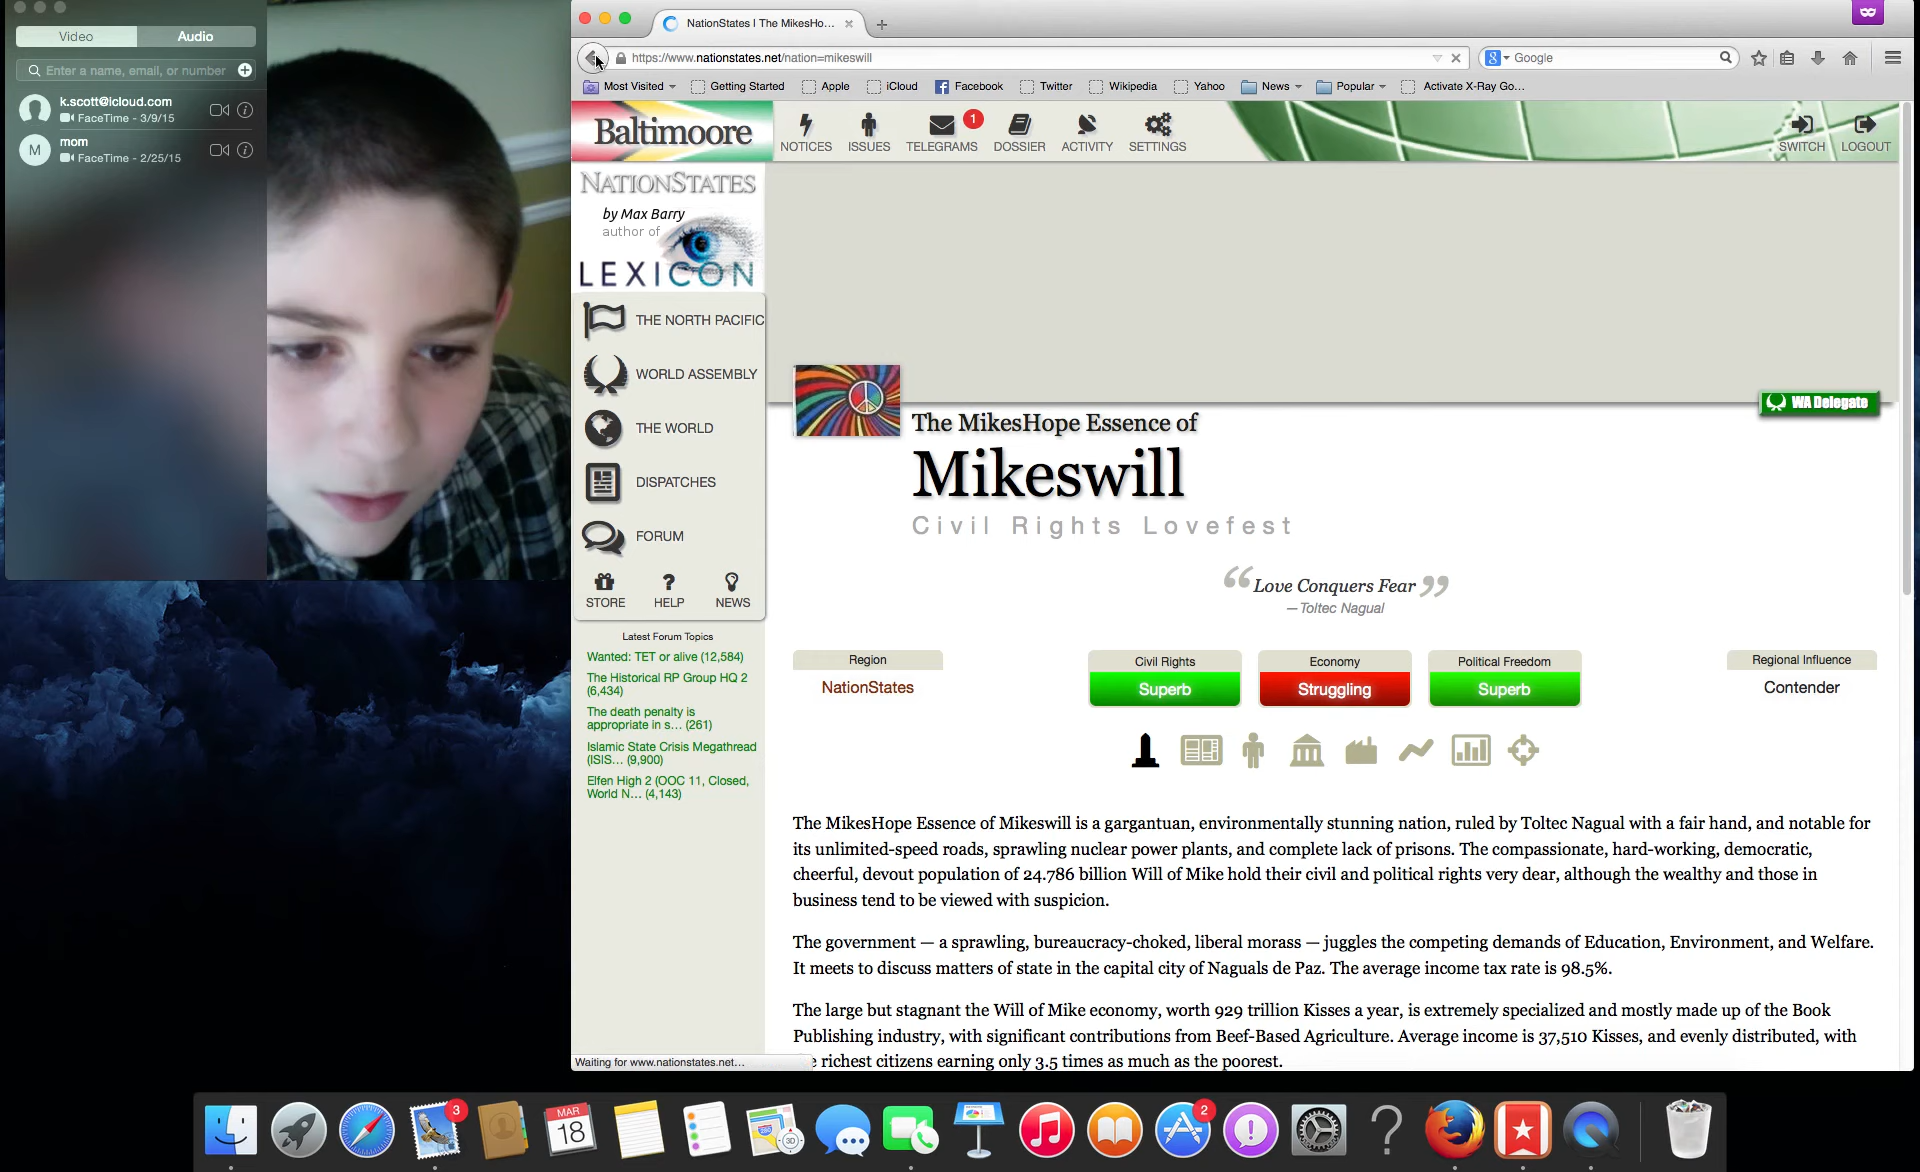 Video
Audio
Enter a name, email, or number
k.scott@icloud.com
FaceTime - 3/9/15
M
mom
FaceTime - 2/25/15
NationStates | The MikesHo...
https://www.nationstates.net/nation=mikeswill
Google
Most Visited
Getting Started
Apple
iCloud
Facebook
Twitter
Wikipedia
Yahoo
News
Popular
Activate X-Ray Go...
Baltimoore
NOTICES
ISSUES
1
TELEGRAMS
DOSSIER
ACTIVITY
SETTINGS
SWITCH
LOGOUT
NATIONSTATES
by Max Barry
author of
LEXICON
THE NORTH PACIFIC
WORLD ASSEMBLY
THE WORLD
DISPATCHES
FORUM
STORE
HELP
NEWS
Latest Forum Topics
Wanted: TET or alive (12,584)
The Historical RP Group HQ 2
(6,434)
The death penalty is
appropriate in s... (261)
Islamic State Crisis Megathread
(ISIS... (9,900)
Elfen High 2 (OOC 11, Closed,
World N... (4,143)
WA Delegate
The MikesHope Essence of
Mikeswill
Civil Rights Lovefest
“Love Conquers Fear”
— Toltec Nagual
Region
NationStates
Civil Rights
Superb
Economy
Struggling
Political Freedom
Superb
Regional Influence
Contender
The MikesHope Essence of Mikeswill is a gargantuan, environmentally stunning nation, ruled by Toltec Nagual with a fair hand, and notable for
its unlimited-speed roads, sprawling nuclear power plants, and complete lack of prisons. The compassionate, hard-working, democratic,
cheerful, devout population of 24.786 billion Will of Mike hold their civil and political rights very dear, although the wealthy and those in
business tend to be viewed with suspicion.
The government — a sprawling, bureaucracy-choked, liberal morass — juggles the competing demands of Education, Environment, and Welfare.
It meets to discuss matters of state in the capital city of Naguals de Paz. The average income tax rate is 98.5%.
The large but stagnant the Will of Mike economy, worth 929 trillion Kisses a year, is extremely specialized and mostly made up of the Book
Publishing industry, with significant contributions from Beef-Based Agriculture. Average income is 37,510 Kisses, and evenly distributed, with
richest citizens earning only 3.5 times as much as the poorest.
Waiting for www.nationstates.net...
3
MAR
18
280
3D
2